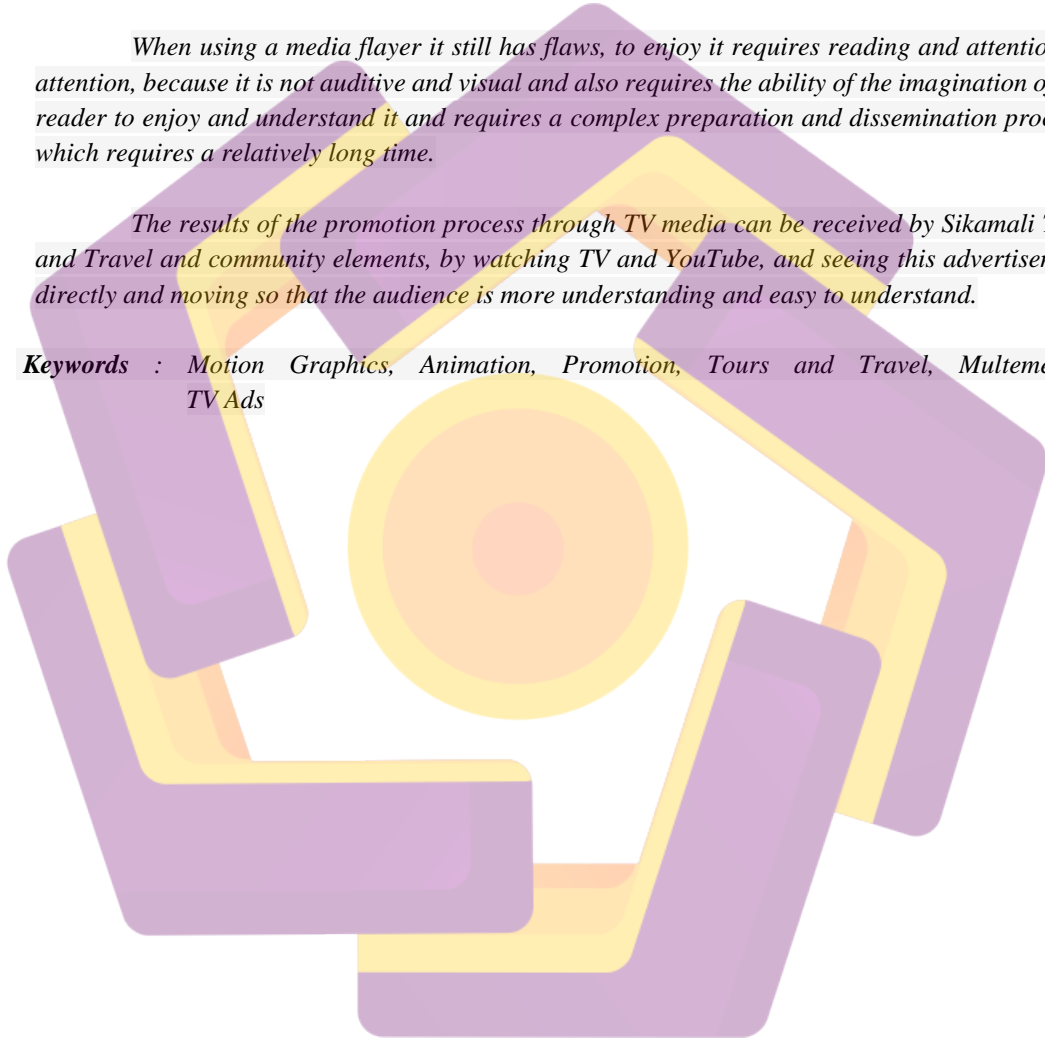 When using a media flayer it still has flaws, to enjoy it requires reading and
attention, because it is not auditive and visual and also requires the ability of the imagination
reader to enjoy and understand it and requires a complex preparation and dissemination
which requires a relatively long time.
The results of the promotion process through TV media can be received by Sikamali
and Travel and community elements, by watching TV and YouTube, and seeing this
directly and moving so that the audience is more understanding and easy to understand.
Keywords : Motion Graphics, Animation, Promotion, Tours and Travel,
TV Ads